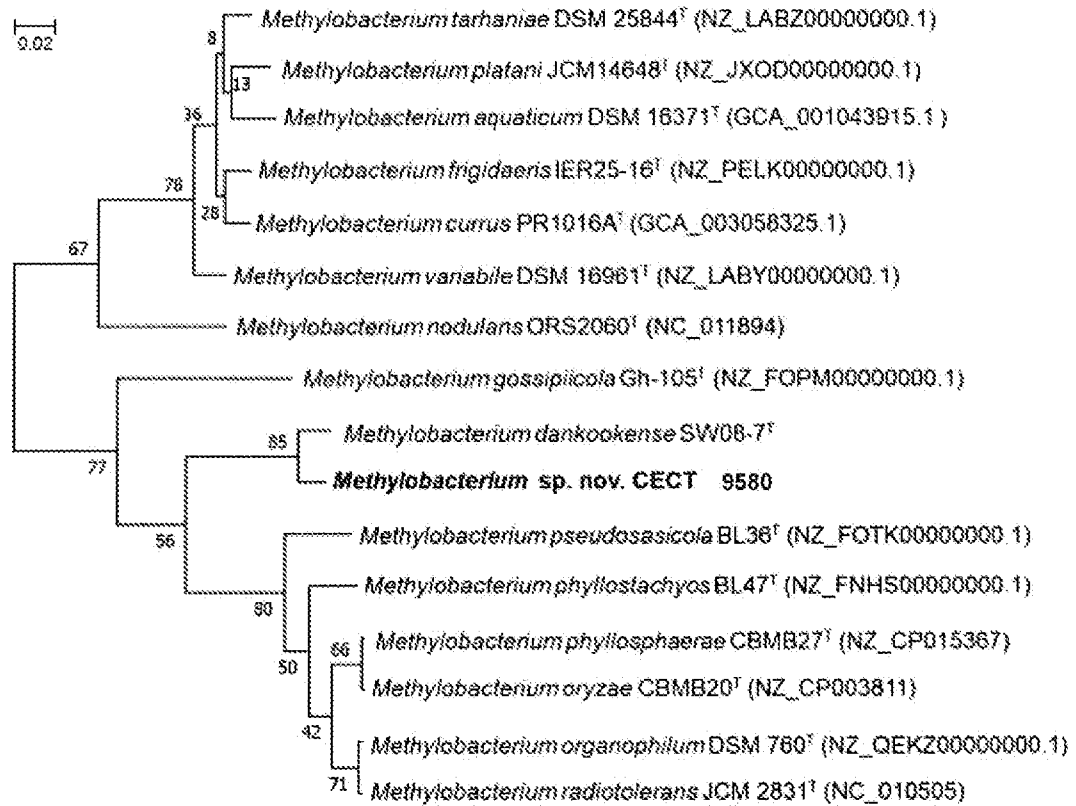 0.02
Methylobacterium tarhaniae DSM 25844T (NZ_LABZ00000000.1)
8
Methylobacterium platani JCM14648T (NZ_JXOD00000000.1)
13
36
Methylobacterium aquaticum DSM 16371T (GCA_001043915.1)
Methylobacterium frigidaeris IER25-16T (NZ_PELK00000000.1)
78
28
Methylobacterium currus PR1016AT (GCA_003058325.1)
67
Methylobacterium variabile DSM 16961T (NZ_LABY00000000.1)
Methylobacterium nodulans ORS2060T (NC_011894)
Methylobacterium gossipiicola Gh-105T (NZ_FOPM00000000.1)
85
Methylobacterium dankookense SW08-7T
77
Methylobacterium sp. nov. CECT 9580
56
Methylobacterium pseudosasicola BL36T (NZ_FOTK00000000.1)
Methylobacterium phyllostachyos BL47T (NZ_FNHS00000000.1)
80
66
Methylobacterium phyllosphaerae CBMB27T (NZ_CP015367)
50
Methylobacterium oryzae CBMB20T (NZ_CP003811)
42
Methylobacterium organophilum DSM 760T (NZ_QEKZ00000000.1)
71
Methylobacterium radiotolerans JCM 2831T (NC_010505)